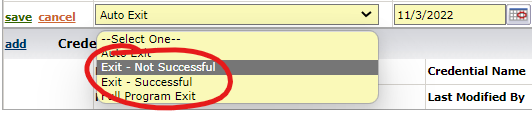 save cancel Auto Exit 11/3/2022
--Select One--
add Crede
Auto Exit
Exit - Not Successful Credential Name
Exit - Successful
Full Program Exit Last Modified By